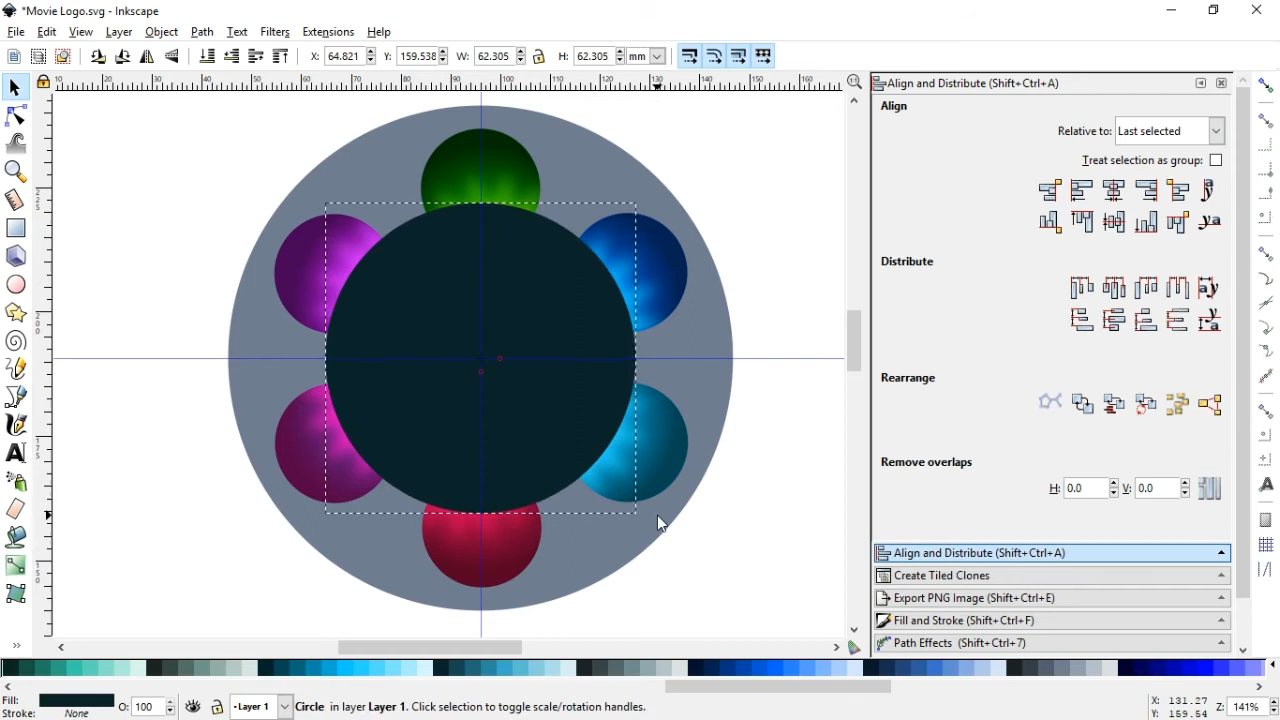 *Movie Logo.svg - Inkscape
File Edit View Layer Object Path Text Filters Extensions Help
X: 64.821 Y: 159.538 W: 62.305 H: 62.305 mm
Align and Distribute (Shift+Ctrl+A)
Align
Relative to: Last selected
Treat selection as group:
Distribute
Rearrange
Remove overlaps
H: 0.0 V: 0.0
Align and Distribute (Shift+Ctrl+A)
Create Tiled Clones
Export PNG Image (Shift+Ctrl+E)
Fill and Stroke (Shift+Ctrl+F)
Path Effects (Shift+Ctrl+7)
Fill: O: 100 Layer 1 Circle in layer Layer 1. Click selection to toggle scale/rotation handles. X: 131.27 Z: 141%
Stroke: None Y: 159.54